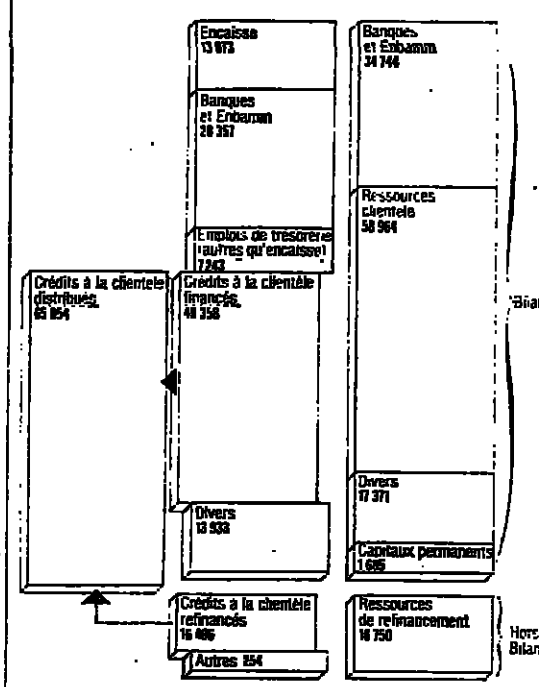 Encaisse
13 873
Banques
et Enbamm
28 357
Emplois de trésorerie
(autres qu'encaisse)
7 243
Crédits à la clientèle
distribués
65 854
Crédits à la clientèle
financés
49 358
Divers
13 933
Crédits à la clientèle
refinancés
16 496
Autres 254
Banques
et Enbamm
34 744
Ressources
clientèle
58 964
Divers
17 371
Capitaux permanents
1 685
Ressources
de refinancement
16 750
Bilan
Hors
Bilan